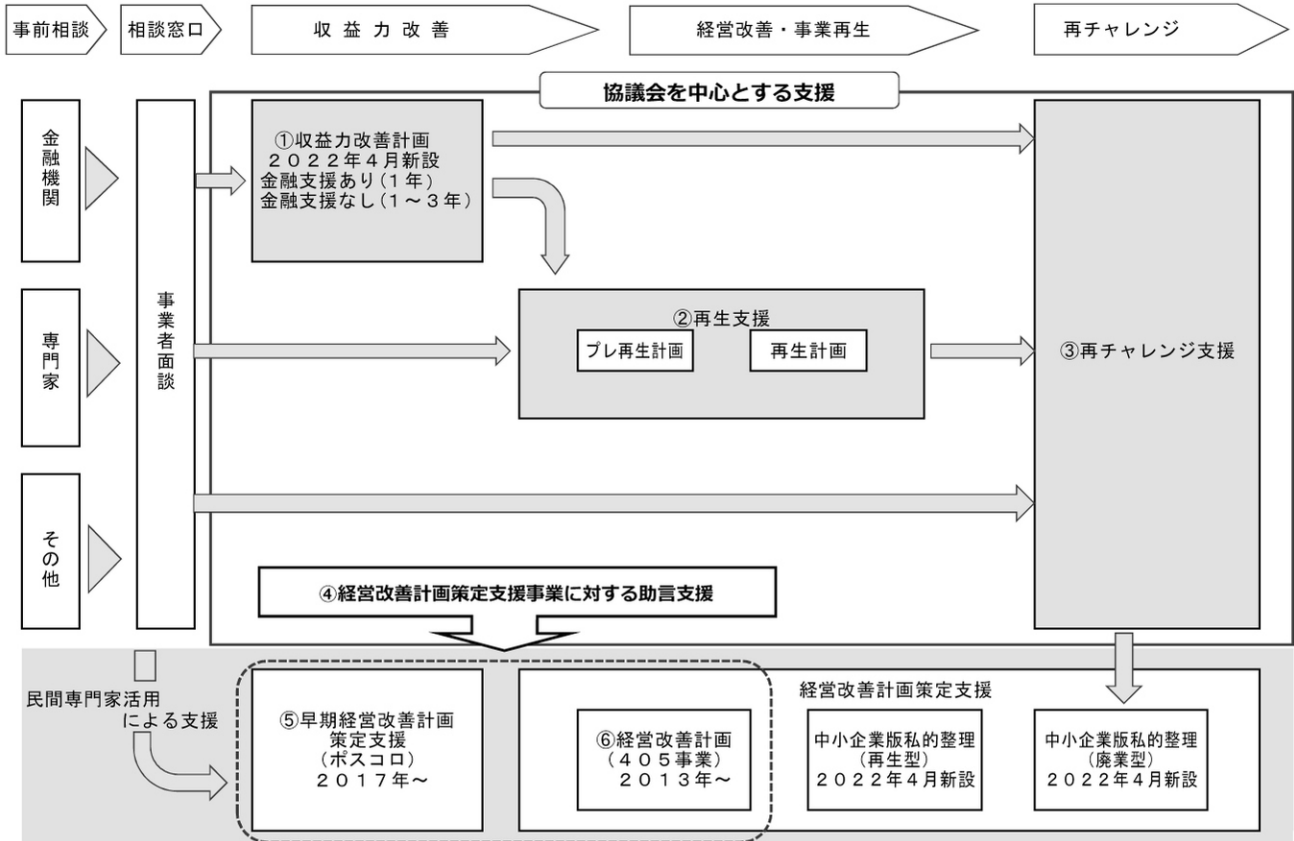 事前相談
相談窓口
収益力改善
経営改善・事業再生
再チャレンジ
協議会を中心とする支援
金融機関
専門家
その他
事業者面談
①収益力改善計画
2022年4月新設
金融支援あり(1年)
金融支援なし(1~3年)
②再生支援
プレ再生計画
再生計画
③再チャレンジ支援
④経営改善計画策定支援事業に対する助言支援
民間専門家活用
による支援
⑤早期経営改善計画
策定支援
(ポスコロ)
2017年~
⑥経営改善計画
(405事業)
2013年~
経営改善計画策定支援
中小企業版私的整理
(再生型)
2022年4月新設
中小企業版私的整理
(廃業型)
2022年4月新設